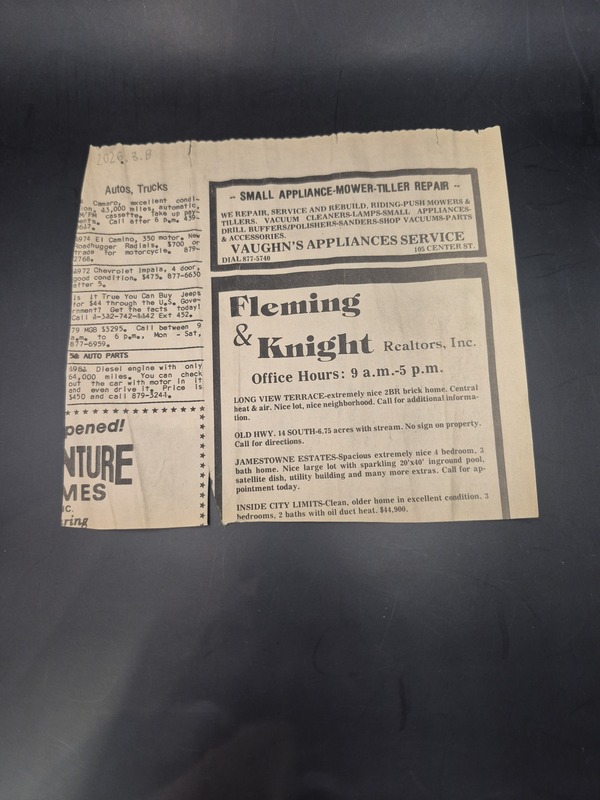 2026.3.8
Autos, Trucks
Camaro, excellent condi-
ion, 43,000 miles, automatic,
M/FM cassette. Take up pay-
ents. Call after 6 p.m. 439-
1974 El Camino, 350 motor. New
Roadhugger Radials. $700 or
trade for motorcycle. 879-
2768.
1972 Chevrolet Impala, 4 door,
good condition. $475. 877-6630
after 5.
Is it True You Can Buy Jeeps
for $44 through the U.S. Gove-
rnment? Get the facts today!
Call Ext 452.
79 MGB $3295. Call between 9
a.m. to 6 p.m., Mon - Sat,
877-6959.
AUTO PARTS
Diesel engine with only
64,000 miles. You can check
out the car with motor in it
and even drive it. Price is
$450 and call 879-3244.
pened!
NTURE
MES
C.
ring
-- SMALL APPLIANCE-MOWER-TILLER REPAIR --
WE REPAIR, SERVICE AND REBUILD, RIDING-PUSH MOWERS &
TILLERS. VACUUM CLEANERS-LAMPS-SMALL APPLIANCES-
DRILL BUFFERS/POLISHERS-SANDERS-SHOP VACUUMS-PARTS
& ACCESSORIES.
VAUGHN'S APPLIANCES SERVICE
DIAL 877-5740 105 CENTER ST.
Fleming
& Knight Realtors, Inc.
Office Hours: 9 a.m.-5 p.m.
LONG VIEW TERRACE-extremely nice 2BR brick home. Central
heat & air. Nice lot, nice neighborhood. Call for additional informa-
tion.
OLD HWY. 14 SOUTH-6.75 acres with stream. No sign on property.
Call for directions.
JAMESTOWNE ESTATES-Spacious extremely nice 4 bedroom, 3
bath home. Nice large lot with sparkling 20'x40' inground pool,
satellite dish, utility building and many more extras. Call for ap-
pointment today.
INSIDE CITY LIMITS-Clean, older home in excellent condition. 3
bedrooms, 2 baths with oil duct heat. $44,900.